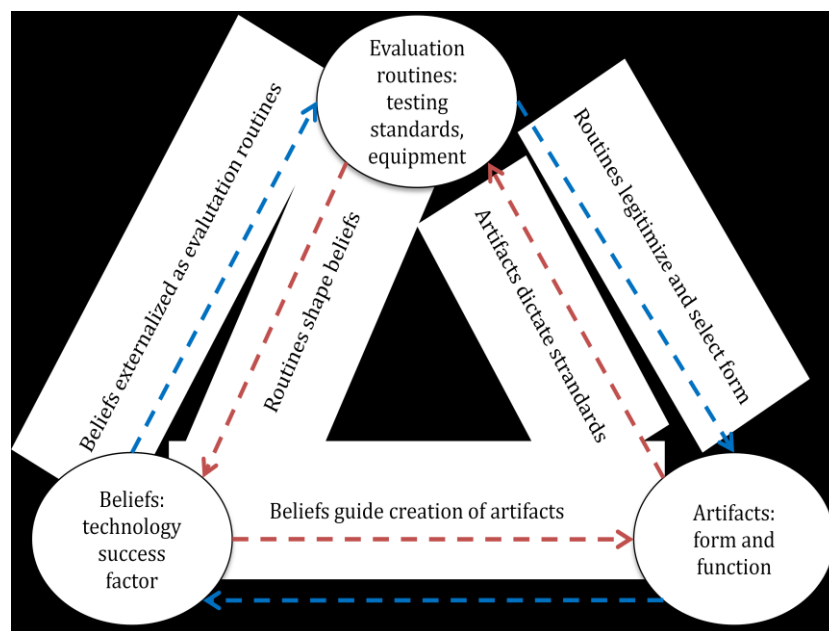 Evaluation
routines:
testing
standards,
equipment
Beliefs externalized as evalutation routines
Routines shape beliefs
Artifacts dictate strandards
Routines legitimize and select form
Beliefs:
technology
success
factor
Beliefs guide creation of artifacts
Artifacts:
form and
function